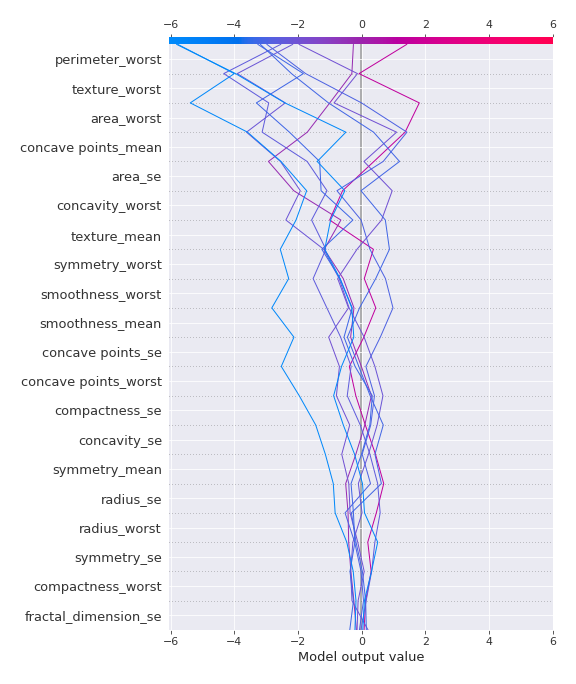 −6 −4 −2 0 2 4 6
perimeter_worst
texture_worst
area_worst
concave points_mean
area_se
concavity_worst
texture_mean
symmetry_worst
smoothness_worst
smoothness_mean
concave points_se
concave points_worst
compactness_se
concavity_se
symmetry_mean
radius_se
radius_worst
symmetry_se
compactness_worst
fractal_dimension_se
−6 −4 −2 0 2 4 6
Model output value